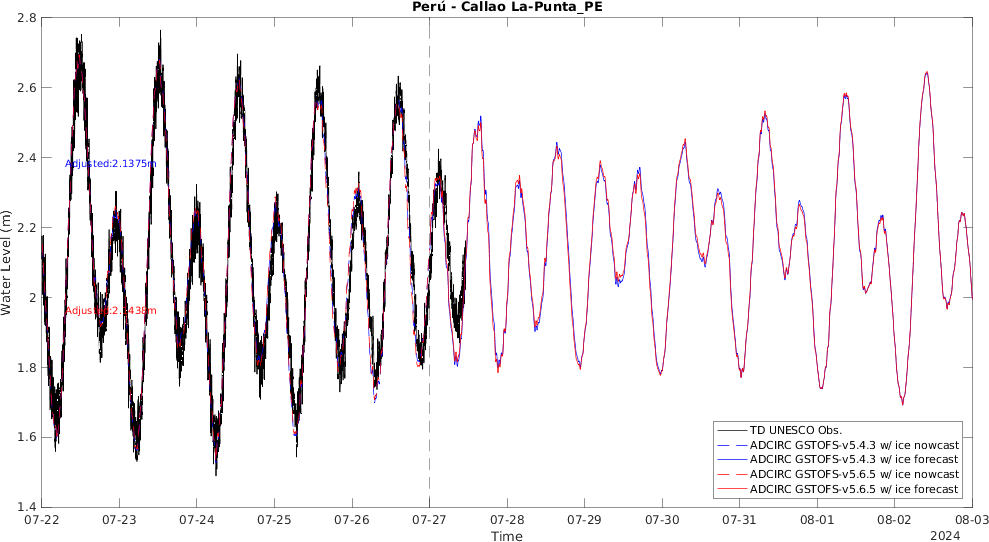 Perú - Callao La-Punta_PE
2.8
2.6
2.4
2.2
2
1.8
1.6
1.4
Water Level (m)
Adjusted:2.1375m
Adjusted:2.1438m
TD UNESCO Obs.
ADCIRC GSTOFS-v5.4.3 w/ ice nowcast
ADCIRC GSTOFS-v5.4.3 w/ ice forecast
ADCIRC GSTOFS-v5.6.5 w/ ice nowcast
ADCIRC GSTOFS-v5.6.5 w/ ice forecast
07-22 07-23 07-24 07-25 07-26 07-27 07-28 07-29 07-30 07-31 08-01 08-02 08-03
Time
2024